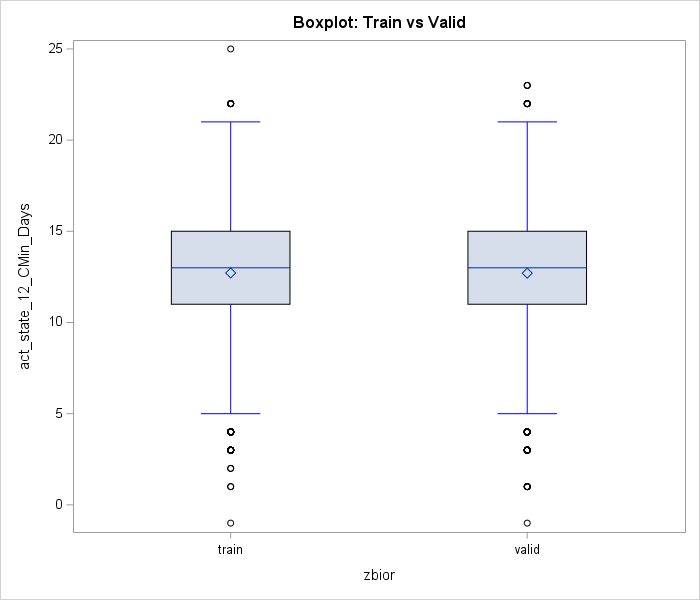 Boxplot: Train vs Valid
25
20
15
10
5
0
act_state_12_CMin_Days
train
valid
zbior